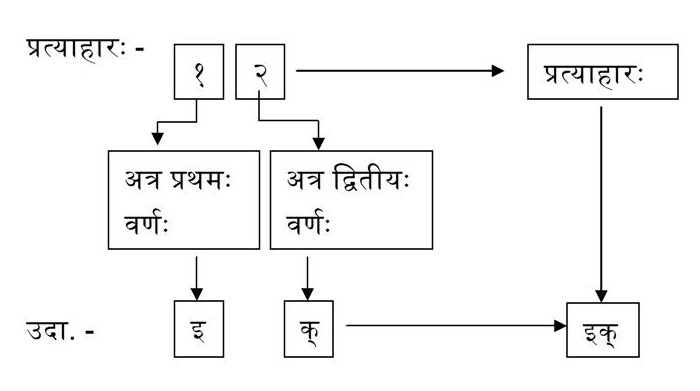 प्रत्याहारः -
१
२
प्रत्याहारः
अत्र प्रथमः
वर्णः
अत्र द्वितीयः
वर्णः
उदा. -
इ
क्
इक्